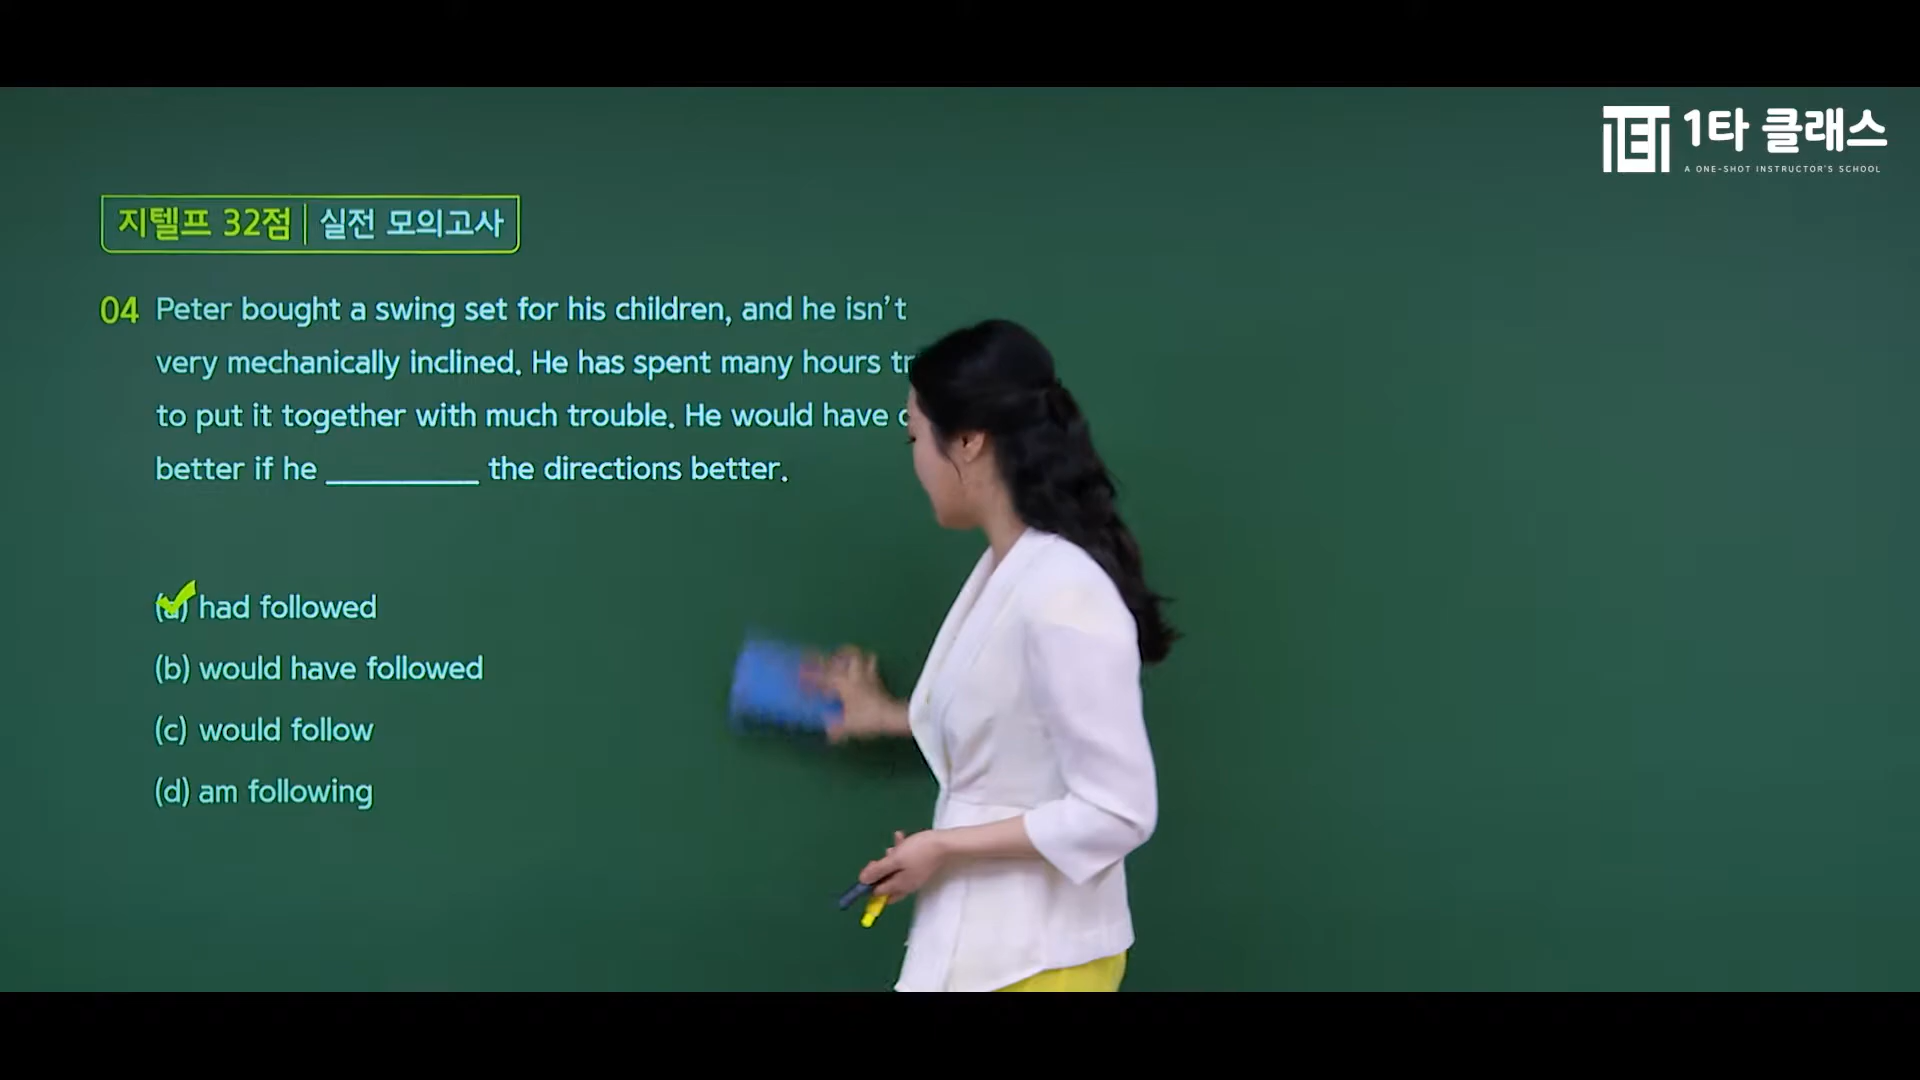 1타 클래스
A ONE-SHOT INSTRUCTOR'S SCHOOL
지텔프 32점 | 실전 모의고사
04 Peter bought a swing set for his children, and he isn't
very mechanically inclined. He has spent many hours
to put it together with much trouble. He would have
better if he ________ the directions better.
(a) had followed
(b) would have followed
(c) would follow
(d) am following